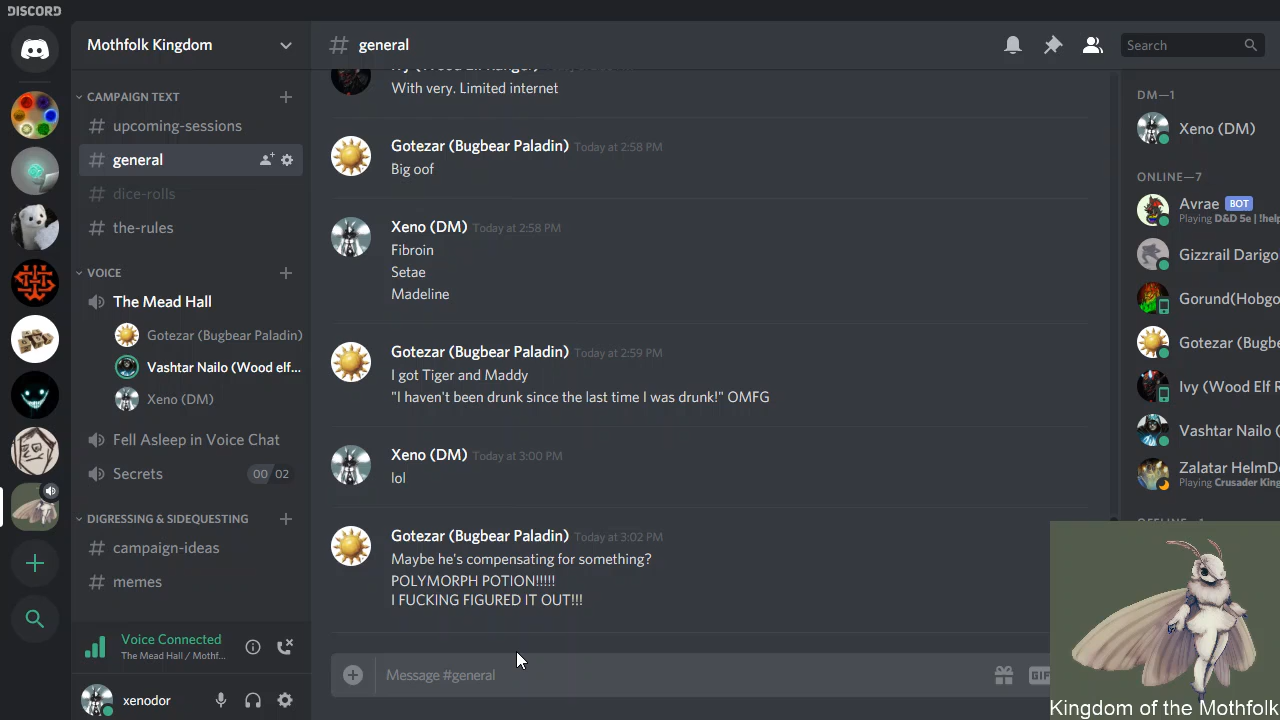 DISCORD
Mothfolk Kingdom
general
Search
CAMPAIGN TEXT
upcoming-sessions
general
dice-rolls
the-rules
VOICE
The Mead Hall
Gotezar (Bugbear Paladin)
Vashtar Nailo (Wood elf...
Xeno (DM)
Fell Asleep in Voice Chat
Secrets
00 02
DIGRESSING & SIDEQUESTING
campaign-ideas
memes
Voice Connected
The Mead Hall / Mothf...
xenodor
With very. Limited internet
Gotezar (Bugbear Paladin) Today at 2:58 PM
Big oof
Xeno (DM) Today at 2:58 PM
Fibroin
Setae
Madeline
Gotezar (Bugbear Paladin) Today at 2:59 PM
I got Tiger and Maddy
"I haven't been drunk since the last time I was drunk!" OMFG
Xeno (DM) Today at 3:00 PM
lol
Gotezar (Bugbear Paladin) Today at 3:02 PM
Maybe he's compensating for something?
POLYMORPH POTION!!!!!
I FUCKING FIGURED IT OUT!!!
Message #general
GIF
DM—1
Xeno (DM)
ONLINE—7
Avrae BOT
Playing D&D 5e | !help
Gizzrail Darigo
Gorund(Hobgo
Gotezar (Bugbe
Ivy (Wood Elf R
Vashtar Nailo (
Zalatar HelmDe
Playing Crusader King
Kingdom of the Mothfolk